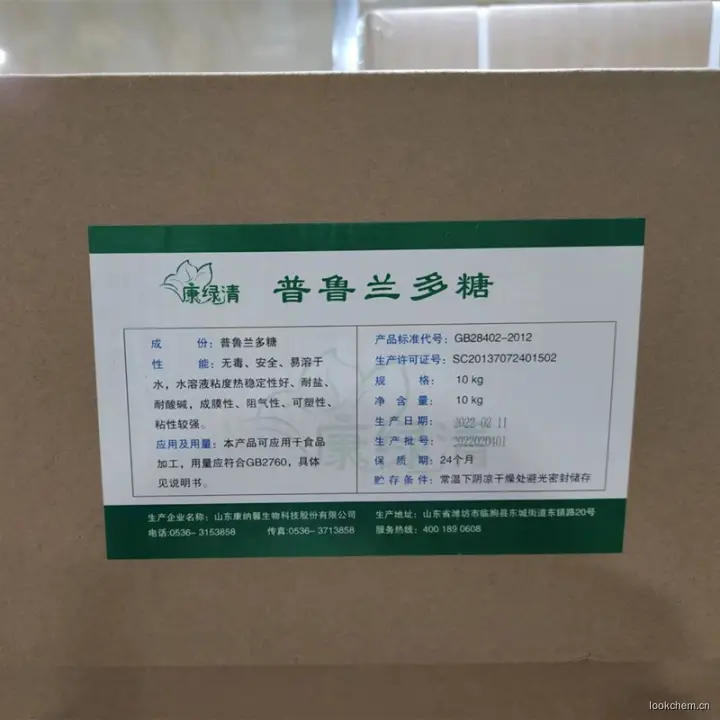 康绿清 普鲁兰多糖
成 份：普鲁兰多糖
性 能：无毒、安全、易溶于
水，水溶液粘度热稳定性好、耐盐、
耐酸碱，成膜性、阻气性、可塑性、
粘性较强。
应用及用量：本产品可应用于食品
加工，用量应符合GB2760，具体
见说明书。
产品标准代号：GB28402-2012
生产许可证号：SC20137072401502
规 格：10 kg
净 含 量：10 kg
生产日期：2022-02 11
生产批号：2022020401
保 质 期：24个月
贮存条件：常温下阴凉干燥处避光密封储存
生产企业名称：山东康纳馨生物科技股份有限公司
电话:0536- 3153858 传真:0536- 3713858
生产地址：山东省潍坊市临朐县东城街道东镇路20号
服务热线：400 189 0608
康绿清
lookchem.cn